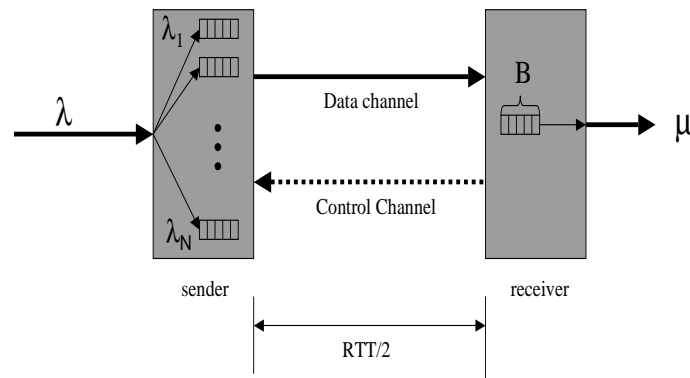 λ₁
B
Data channel
λ
μ
Control Channel
λN
sender
receiver
RTT/2